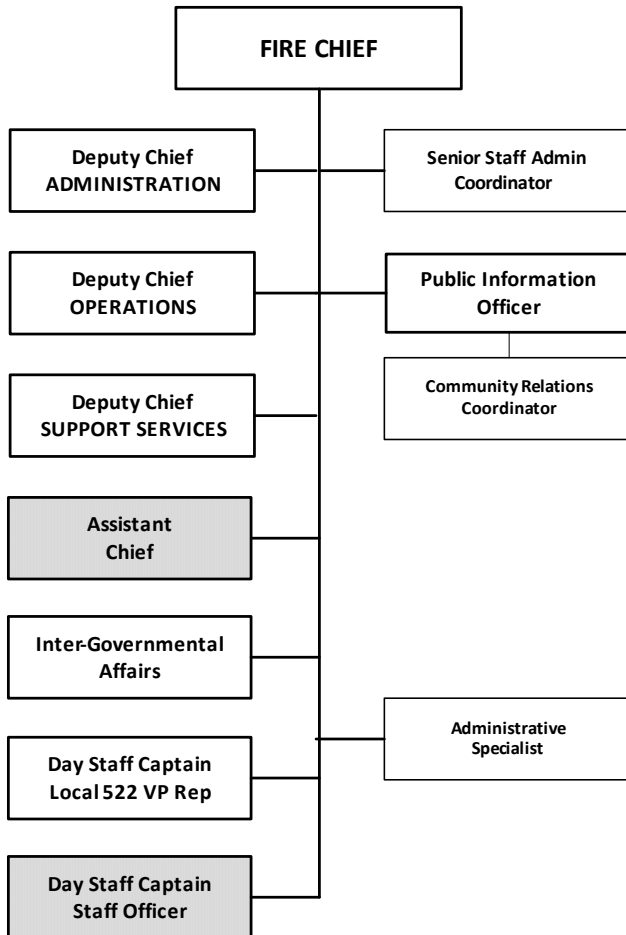 FIRE CHIEF
Deputy Chief
ADMINISTRATION
Senior Staff Admin
Coordinator
Deputy Chief
OPERATIONS
Public Information
Officer
Deputy Chief
SUPPORT SERVICES
Community Relations
Coordinator
Assistant
Chief
Inter-Governmental
Affairs
Administrative
Specialist
Day Staff Captain
Local 522 VP Rep
Day Staff Captain
Staff Officer